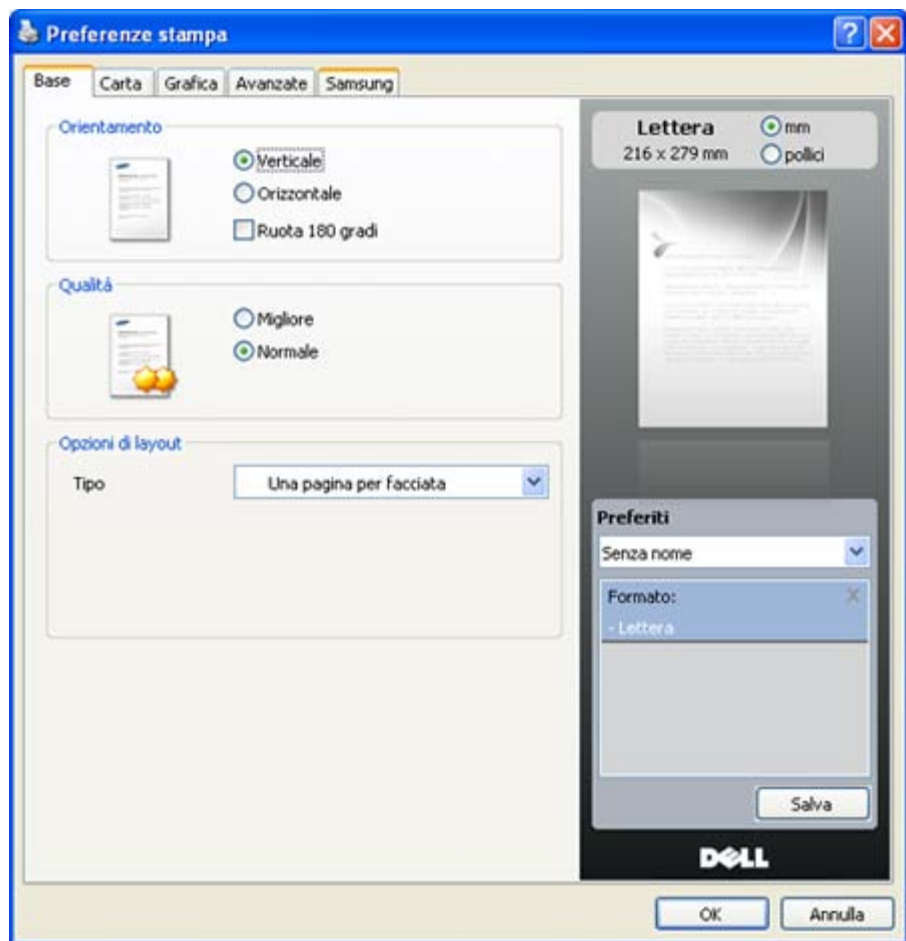 Preferenze stampa
Base Carta Grafica Avanzate Samsung
Orientamento
Verticale
Orizzontale
Ruota 180 gradi
Qualità
Migliore
Normale
Opzioni di layout
Tipo Una pagina per facciata
Lettera
216 x 279 mm
mm
pollici
Preferiti
Senza nome
Formato:
- Lettera
Salva
DELL
OK Annulla